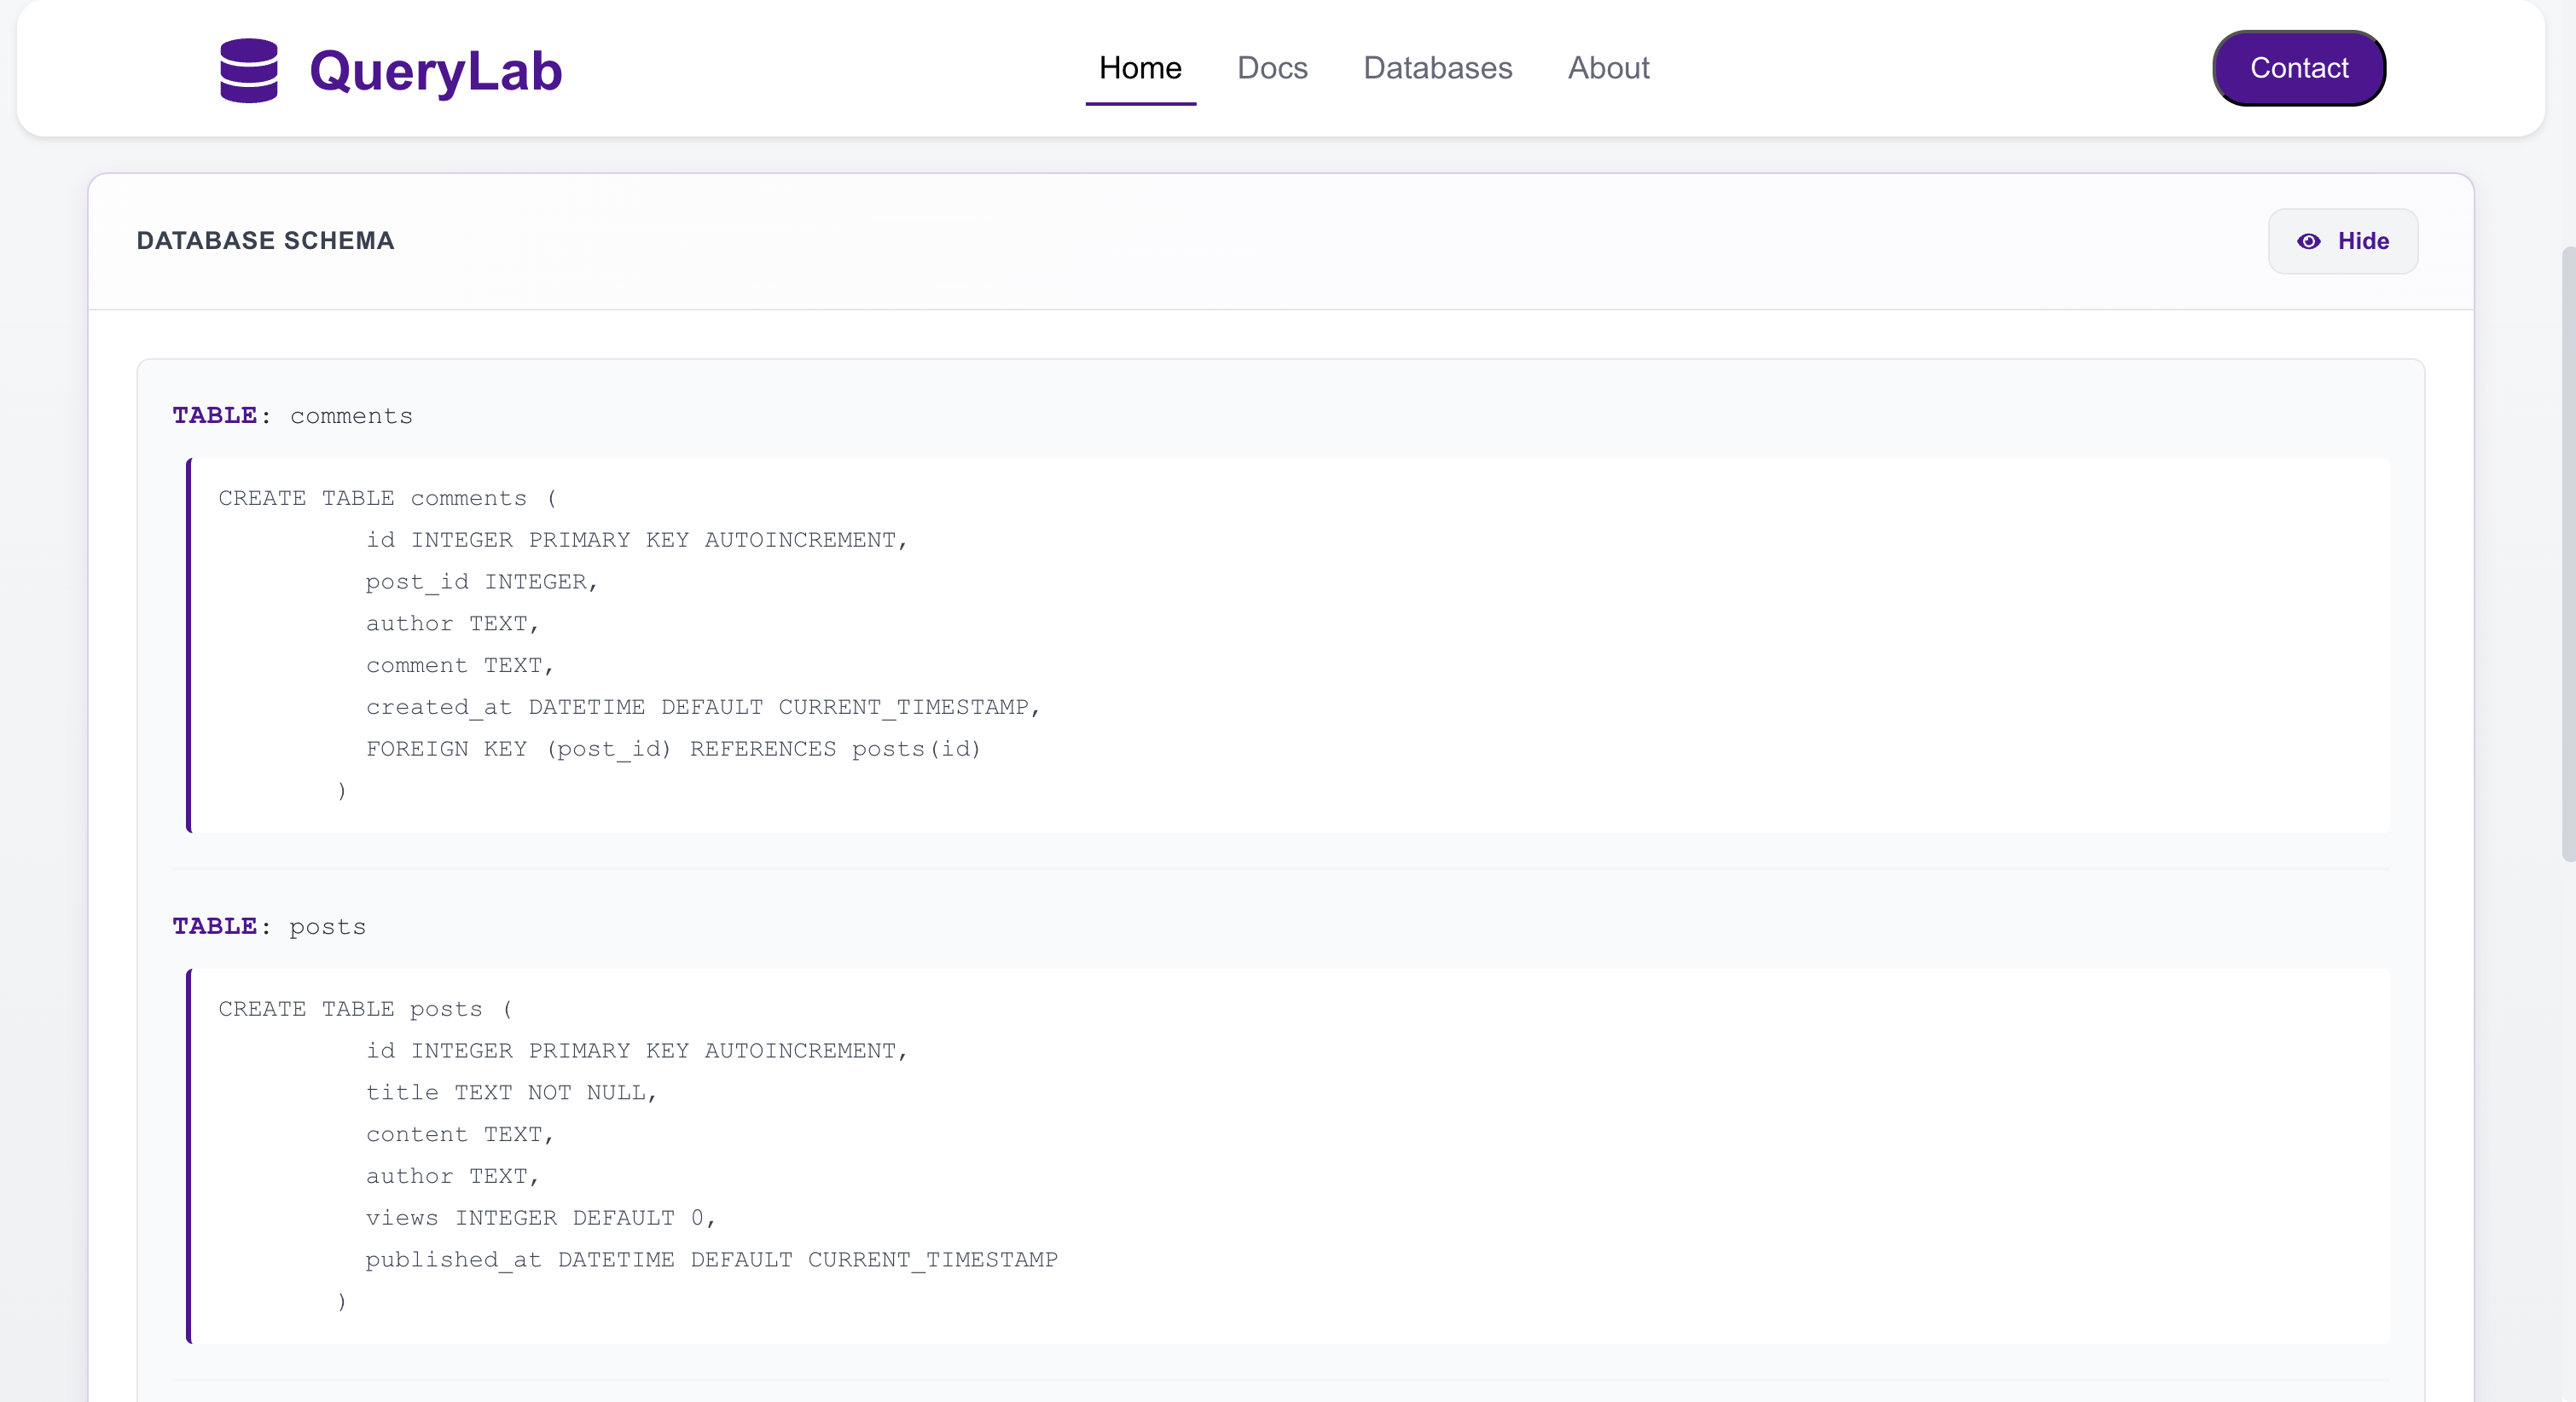 QueryLab
Home Docs Databases About
Contact
DATABASE SCHEMA
Hide
TABLE: comments
CREATE TABLE comments (
id INTEGER PRIMARY KEY AUTOINCREMENT,
post_id INTEGER,
author TEXT,
comment TEXT,
created_at DATETIME DEFAULT CURRENT_TIMESTAMP,
FOREIGN KEY (post_id) REFERENCES posts(id)
)
TABLE: posts
CREATE TABLE posts (
id INTEGER PRIMARY KEY AUTOINCREMENT,
title TEXT NOT NULL,
content TEXT,
author TEXT,
views INTEGER DEFAULT 0,
published_at DATETIME DEFAULT CURRENT_TIMESTAMP
)